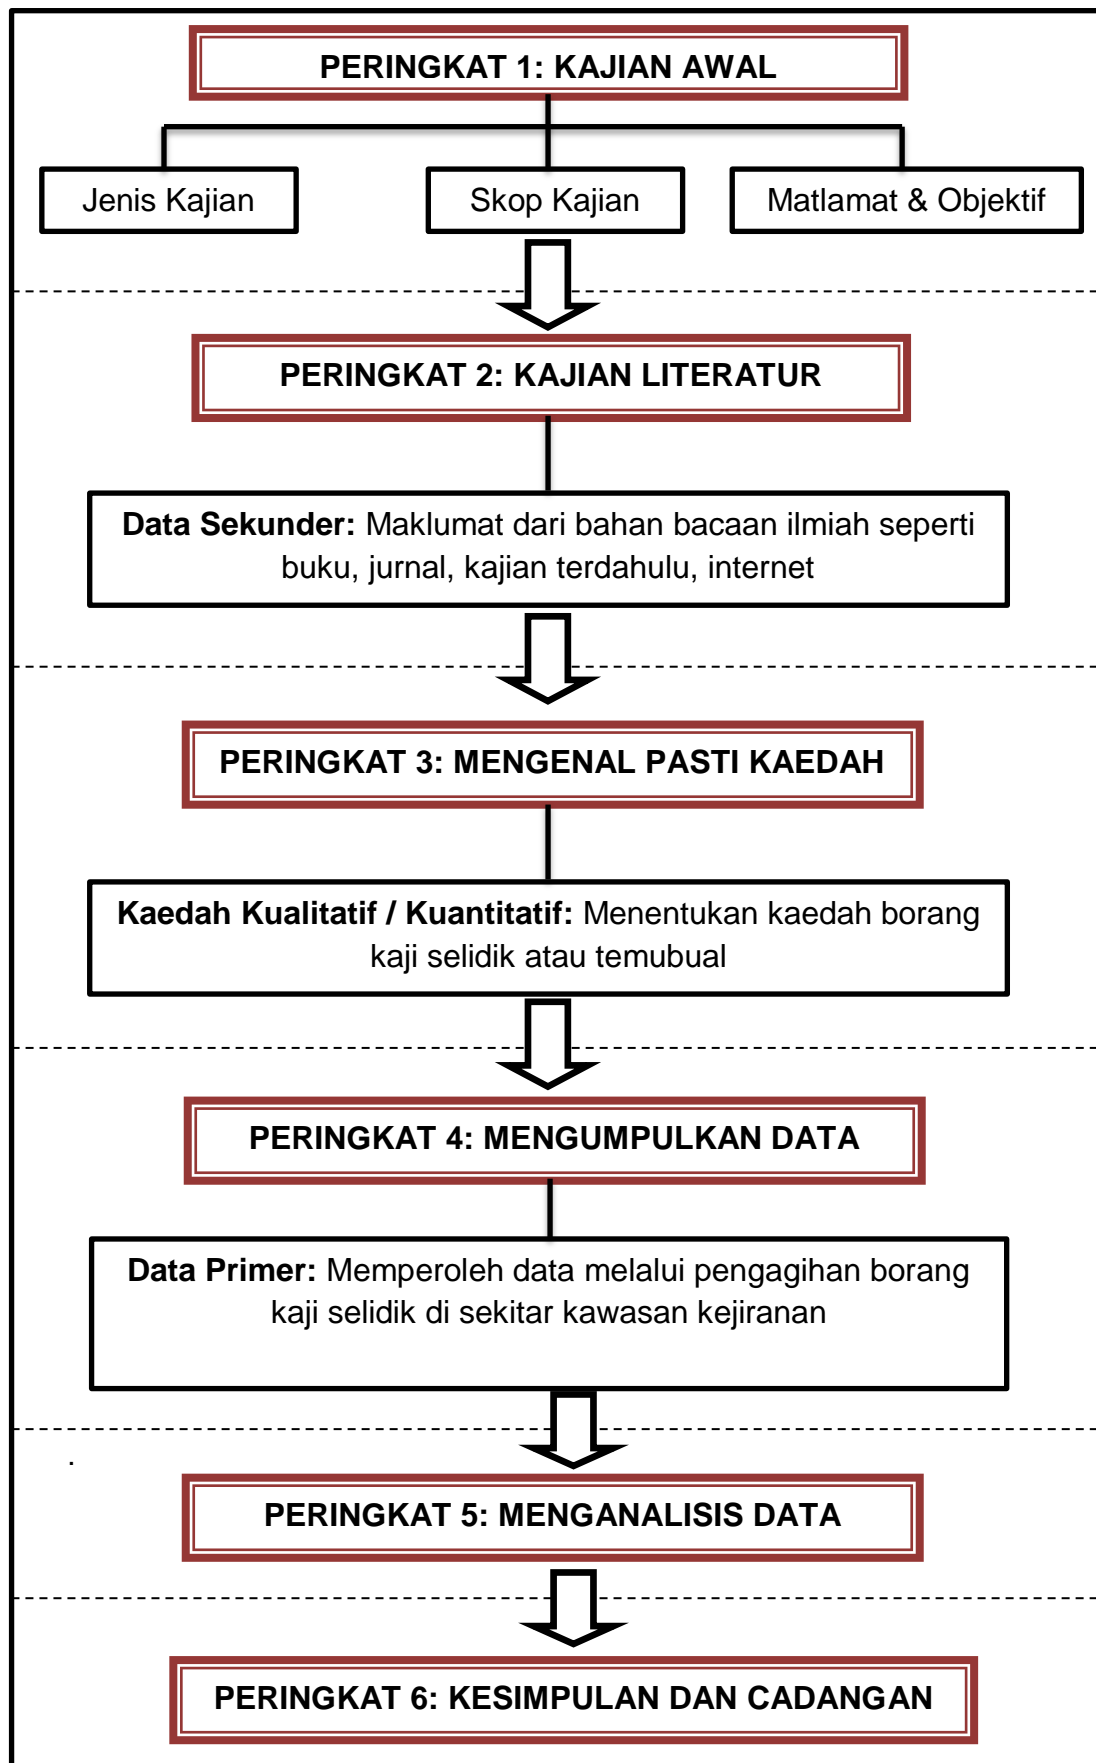 PERINGKAT 1: KAJIAN AWAL
Jenis Kajian
Skop Kajian
Matlamat & Objektif
PERINGKAT 2: KAJIAN LITERATUR
Data Sekunder: Maklumat dari bahan bacaan ilmiah seperti
buku, jurnal, kajian terdahulu, internet
PERINGKAT 3: MENGENAL PASTI KAEDAH
Kaedah Kualitatif / Kuantitatif: Menentukan kaedah borang
kaji selidik atau temubual
PERINGKAT 4: MENGUMPULKAN DATA
Data Primer: Memperoleh data melalui pengagihan borang
kaji selidik di sekitar kawasan kejiranan
.
PERINGKAT 5: MENGANALISIS DATA
PERINGKAT 6: KESIMPULAN DAN CADANGAN